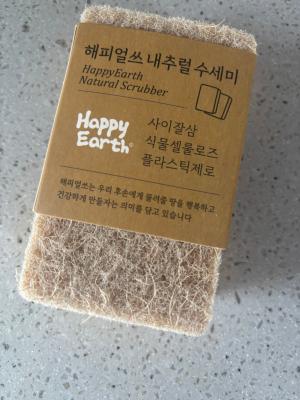 해피얼쓰 내추럴 수세미
HappyEarth
Natural Scrubber
Happy
Earth
사이잘삼
식물셀룰로즈
플라스틱제로
해피얼쓰는 우리 후손에게 물려줄 땅을 행복하고
건강하게 만들자는 의미를 담고 있습니다